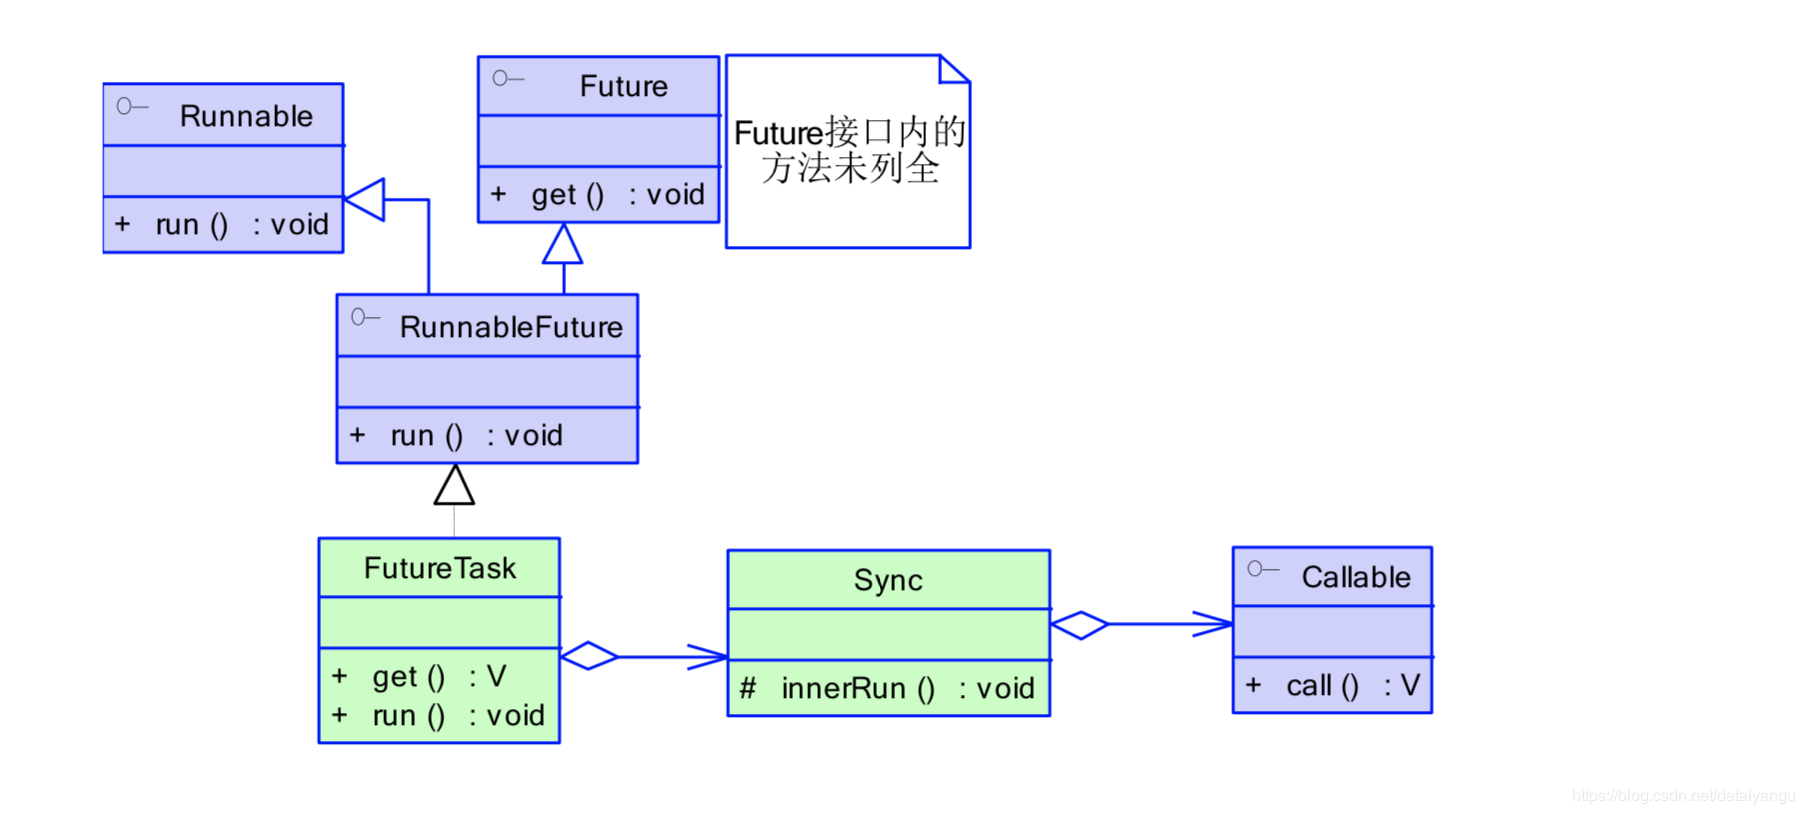 Runnable
+ run () : void
Future
+ get () : void
Future接口内的
方法未列全
RunnableFuture
+ run () : void
FutureTask
+ get () : V
+ run () : void
Sync
# innerRun () : void
Callable
+ call () : V
https://blog.csdn.net/dataiyangu